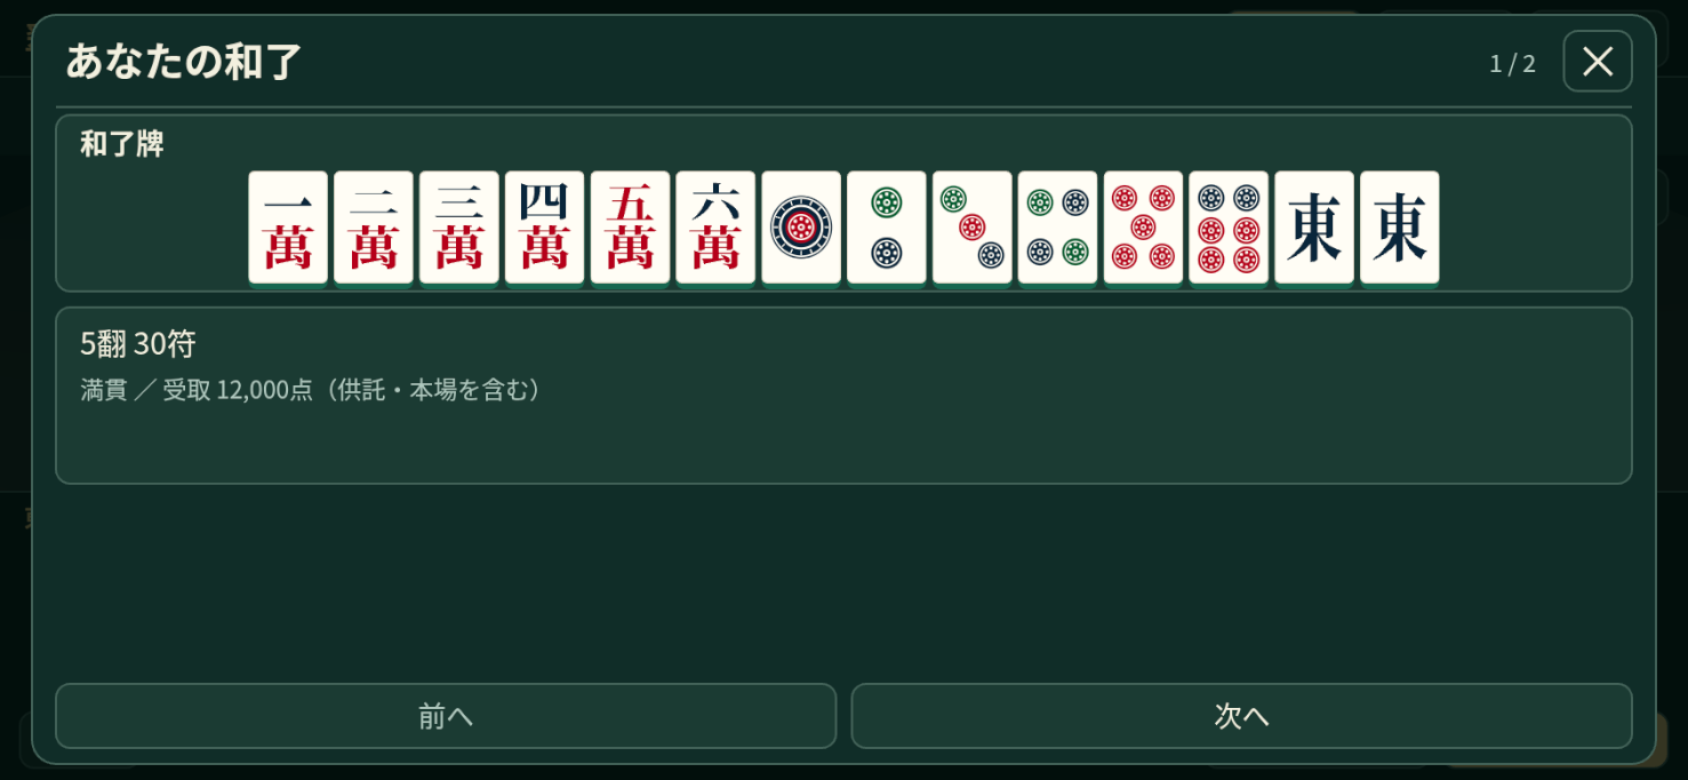 あなたの和了
1 / 2
和了牌
一萬 二萬 三萬 四萬 五萬 六萬 東 東
5翻 30符
満貫 ／ 受取 12,000点（供託・本場を含む）
前へ
次へ